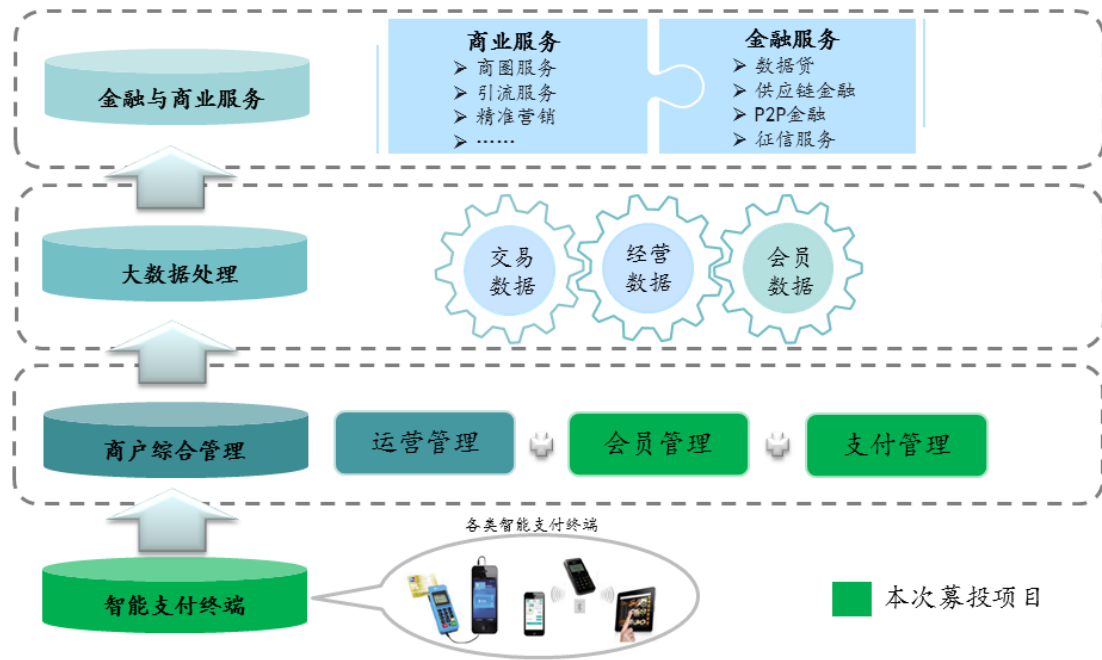 金融与商业服务
商业服务
➢ 商圈服务
➢ 引流服务
➢ 精准营销
➢ ……
金融服务
➢ 数据贷
➢ 供应链金融
➢ P2P金融
➢ 征信服务
大数据处理
交易
数据
经营
数据
会员
数据
商户综合管理
运营管理
会员管理
支付管理
智能支付终端
各类智能支付终端
本次募投项目